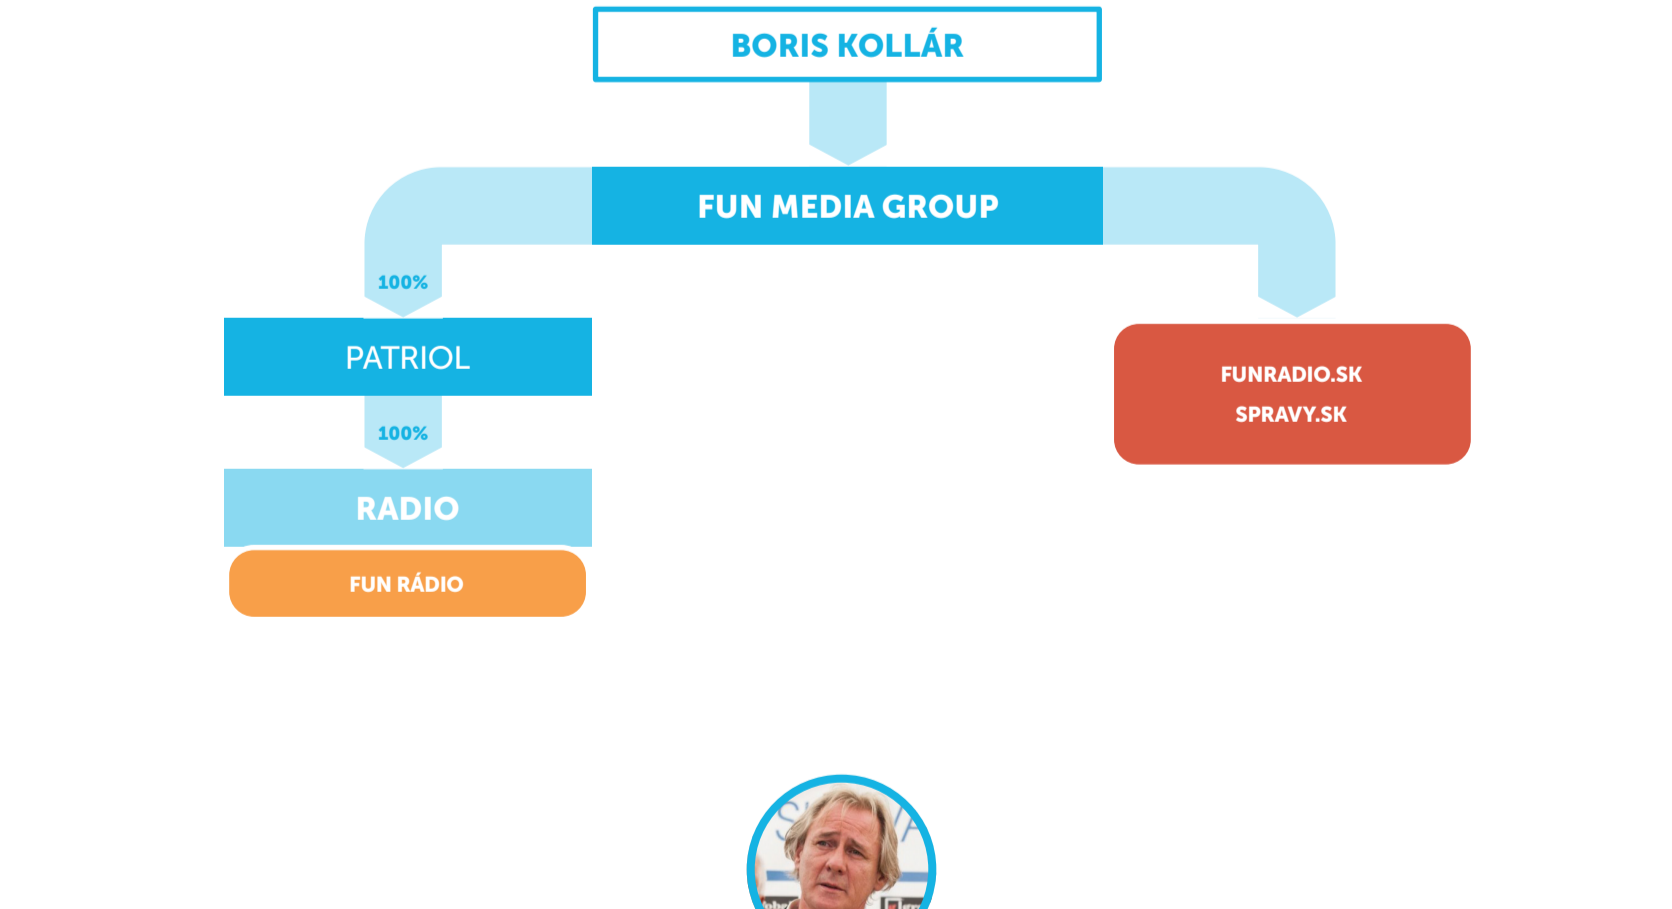 BORIS KOLLÁR
FUN MEDIA GROUP
100%
PATRIOL
FUNRADIO.SK
SPRAVY.SK
100%
RADIO
FUN RÁDIO